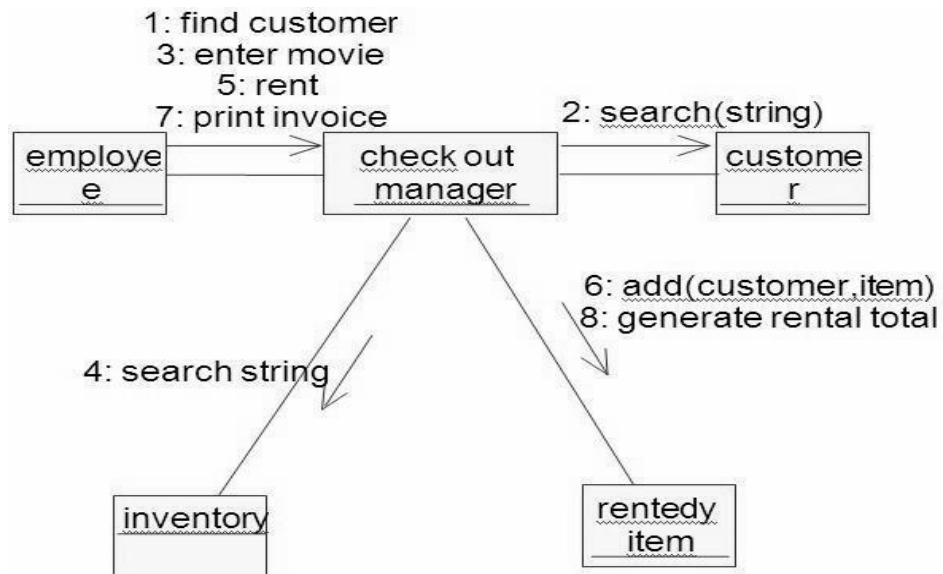 1: find customer
3: enter movie
5: rent
7: print invoice
2: search(string)
employe
e
check out
manager
custome
r
6: add(customer,item)
8: generate rental total
4: search string
inventory
rentedy
item